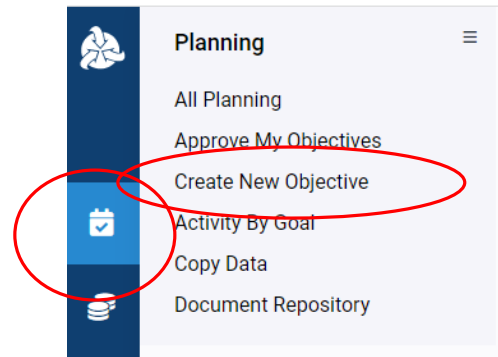 Planning
All Planning
Approve My Objectives
Create New Objective
Activity By Goal
Copy Data
Document Repository